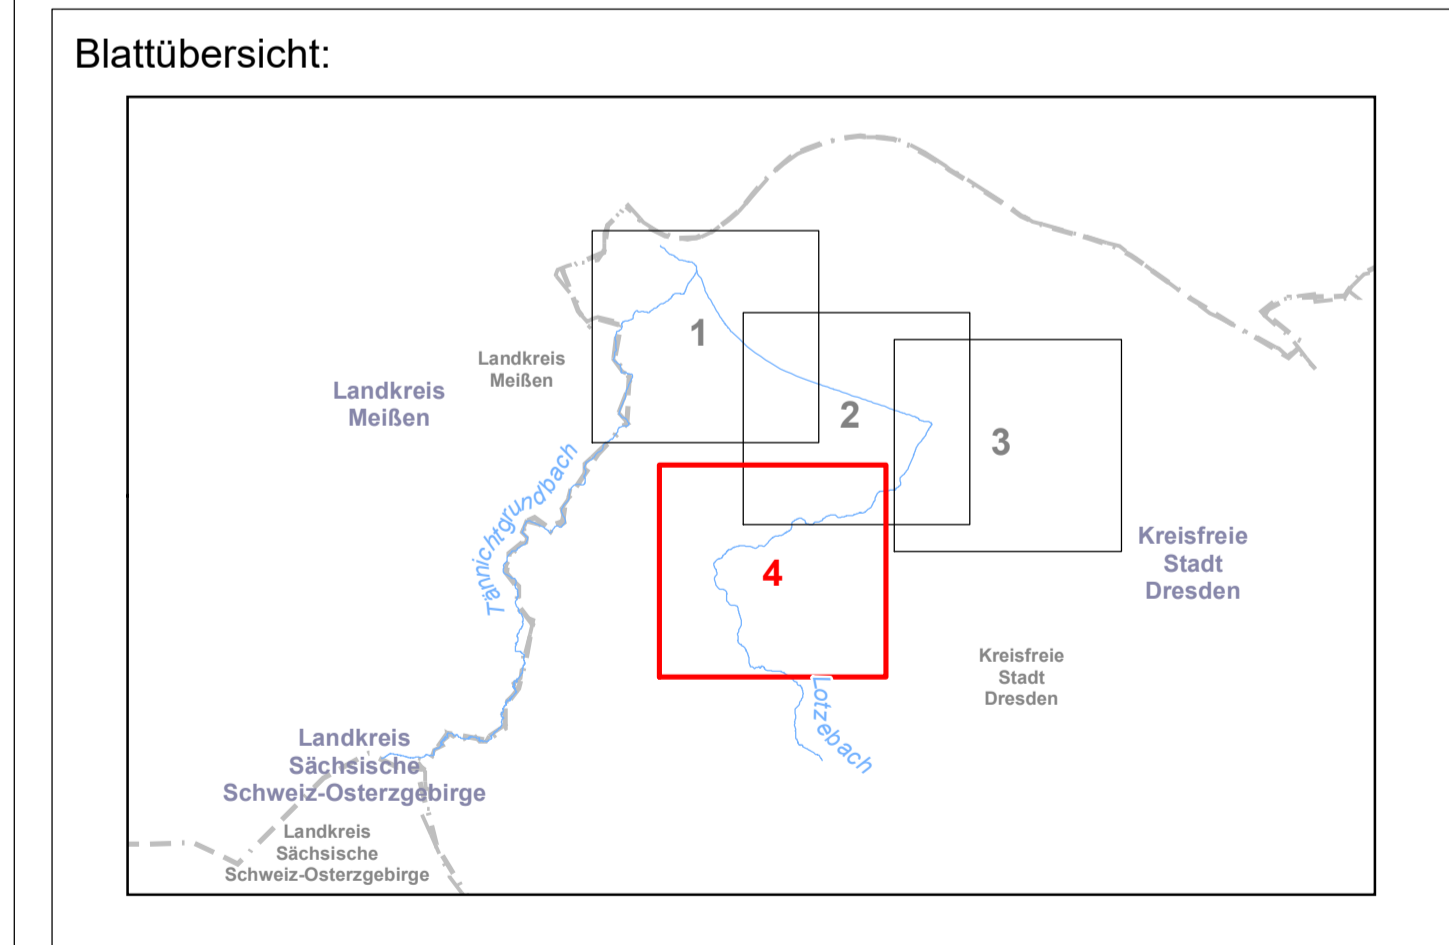 Blattübersicht:
1
Landkreis
Meißen
Landkreis
Meißen
2
3
Tännichtgrundbach
4
Kreisfreie
Stadt
Dresden
Kreisfreie
Stadt
Dresden
Lotzebach
Landkreis
Sächsische
Schweiz-Osterzgebirge
Landkreis
Sächsische
Schweiz-Osterzgebirge